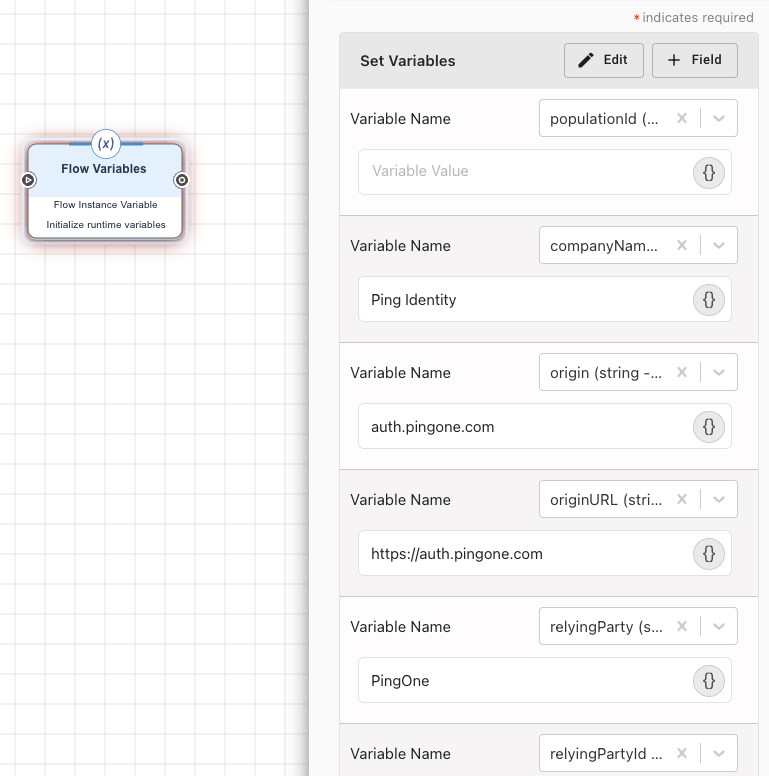 * indicates required
Set Variables
Edit
+ Field
Variable Name
populationId (...
Variable Value
{}
Variable Name
companyNam...
Ping Identity
{}
Variable Name
origin (string -...
auth.pingone.com
{}
Variable Name
originURL (stri...
https://auth.pingone.com
{}
Variable Name
relyingParty (s...
PingOne
{}
Variable Name
relyingPartyId ...
(x)
Flow Variables
Flow Instance Variable
Initialize runtime variables